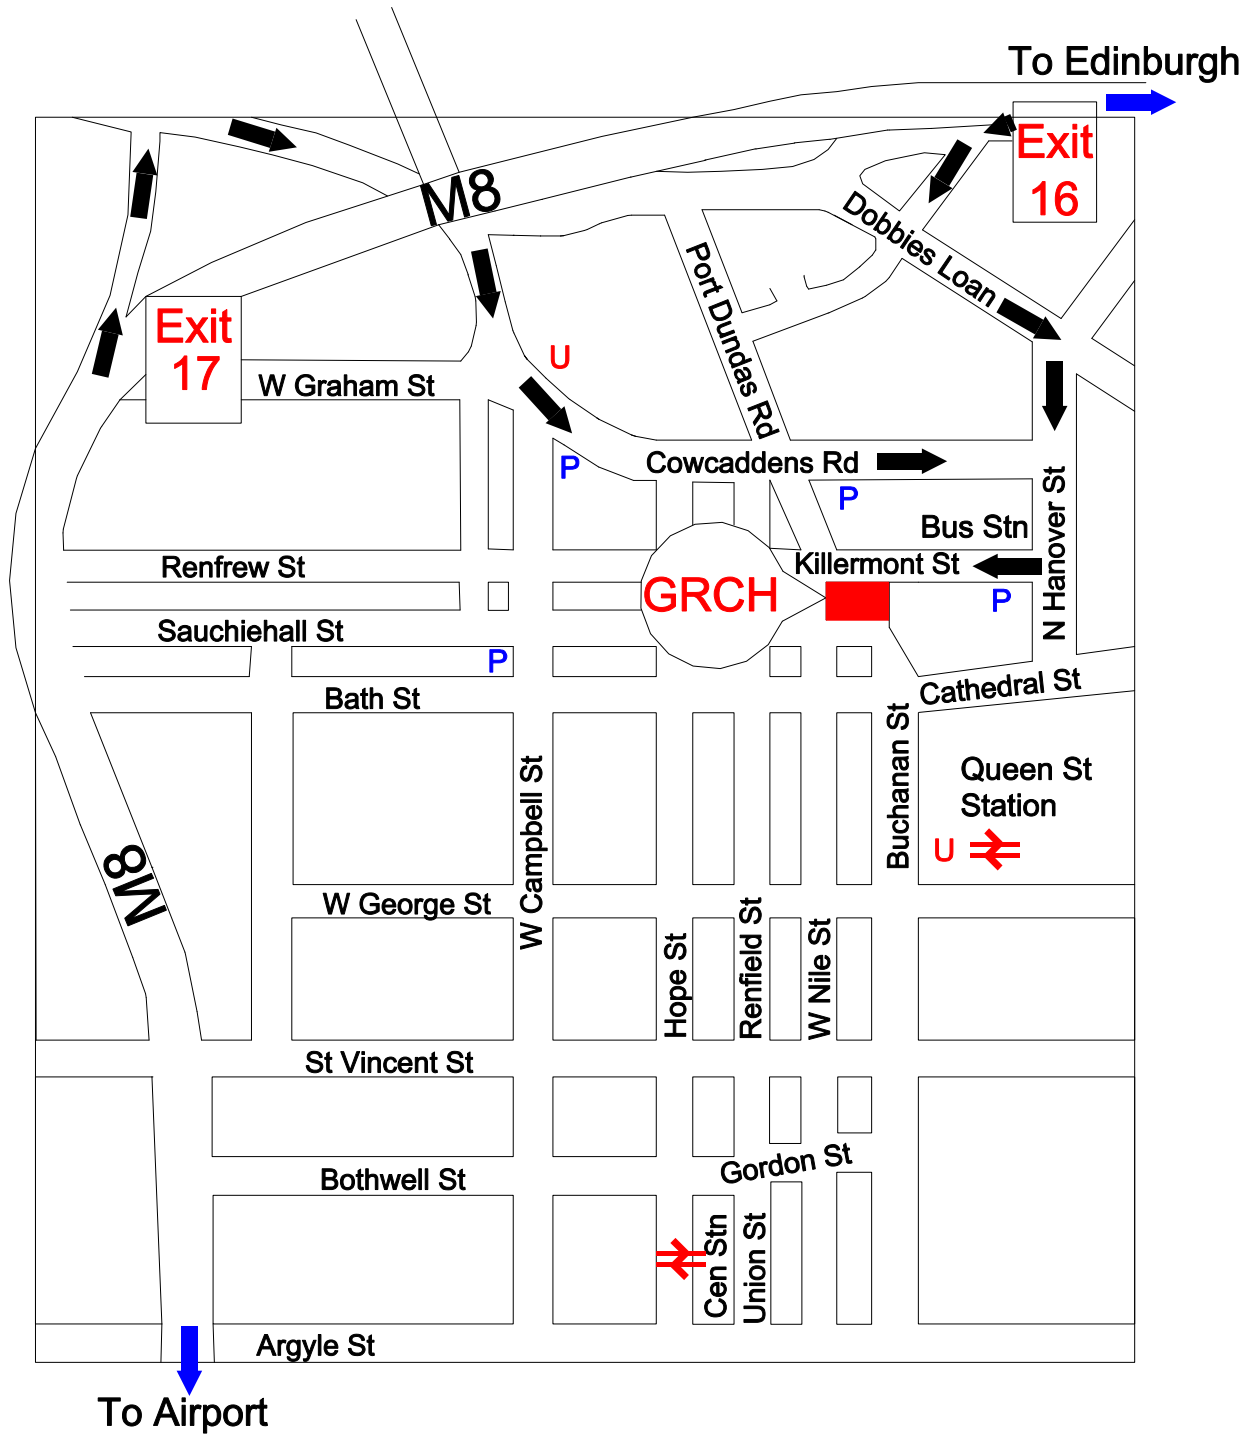 To Edinburgh
Exit
16
M8
Dobbies Loan
Port Dundas Rd
Exit
17
U
W Graham St
Cowcaddens Rd
P
P
Bus Stn
N Hanover St
Renfrew St
Killermont St
GRCH
P
Sauchiehall St
P
Bath St
Cathedral St
Buchanan St
Queen St
Station
U
W Campbell St
M8
W George St
Hope St
Renfield St
W Nile St
St Vincent St
Gordon St
Bothwell St
Cen Stn
Union St
Argyle St
To Airport